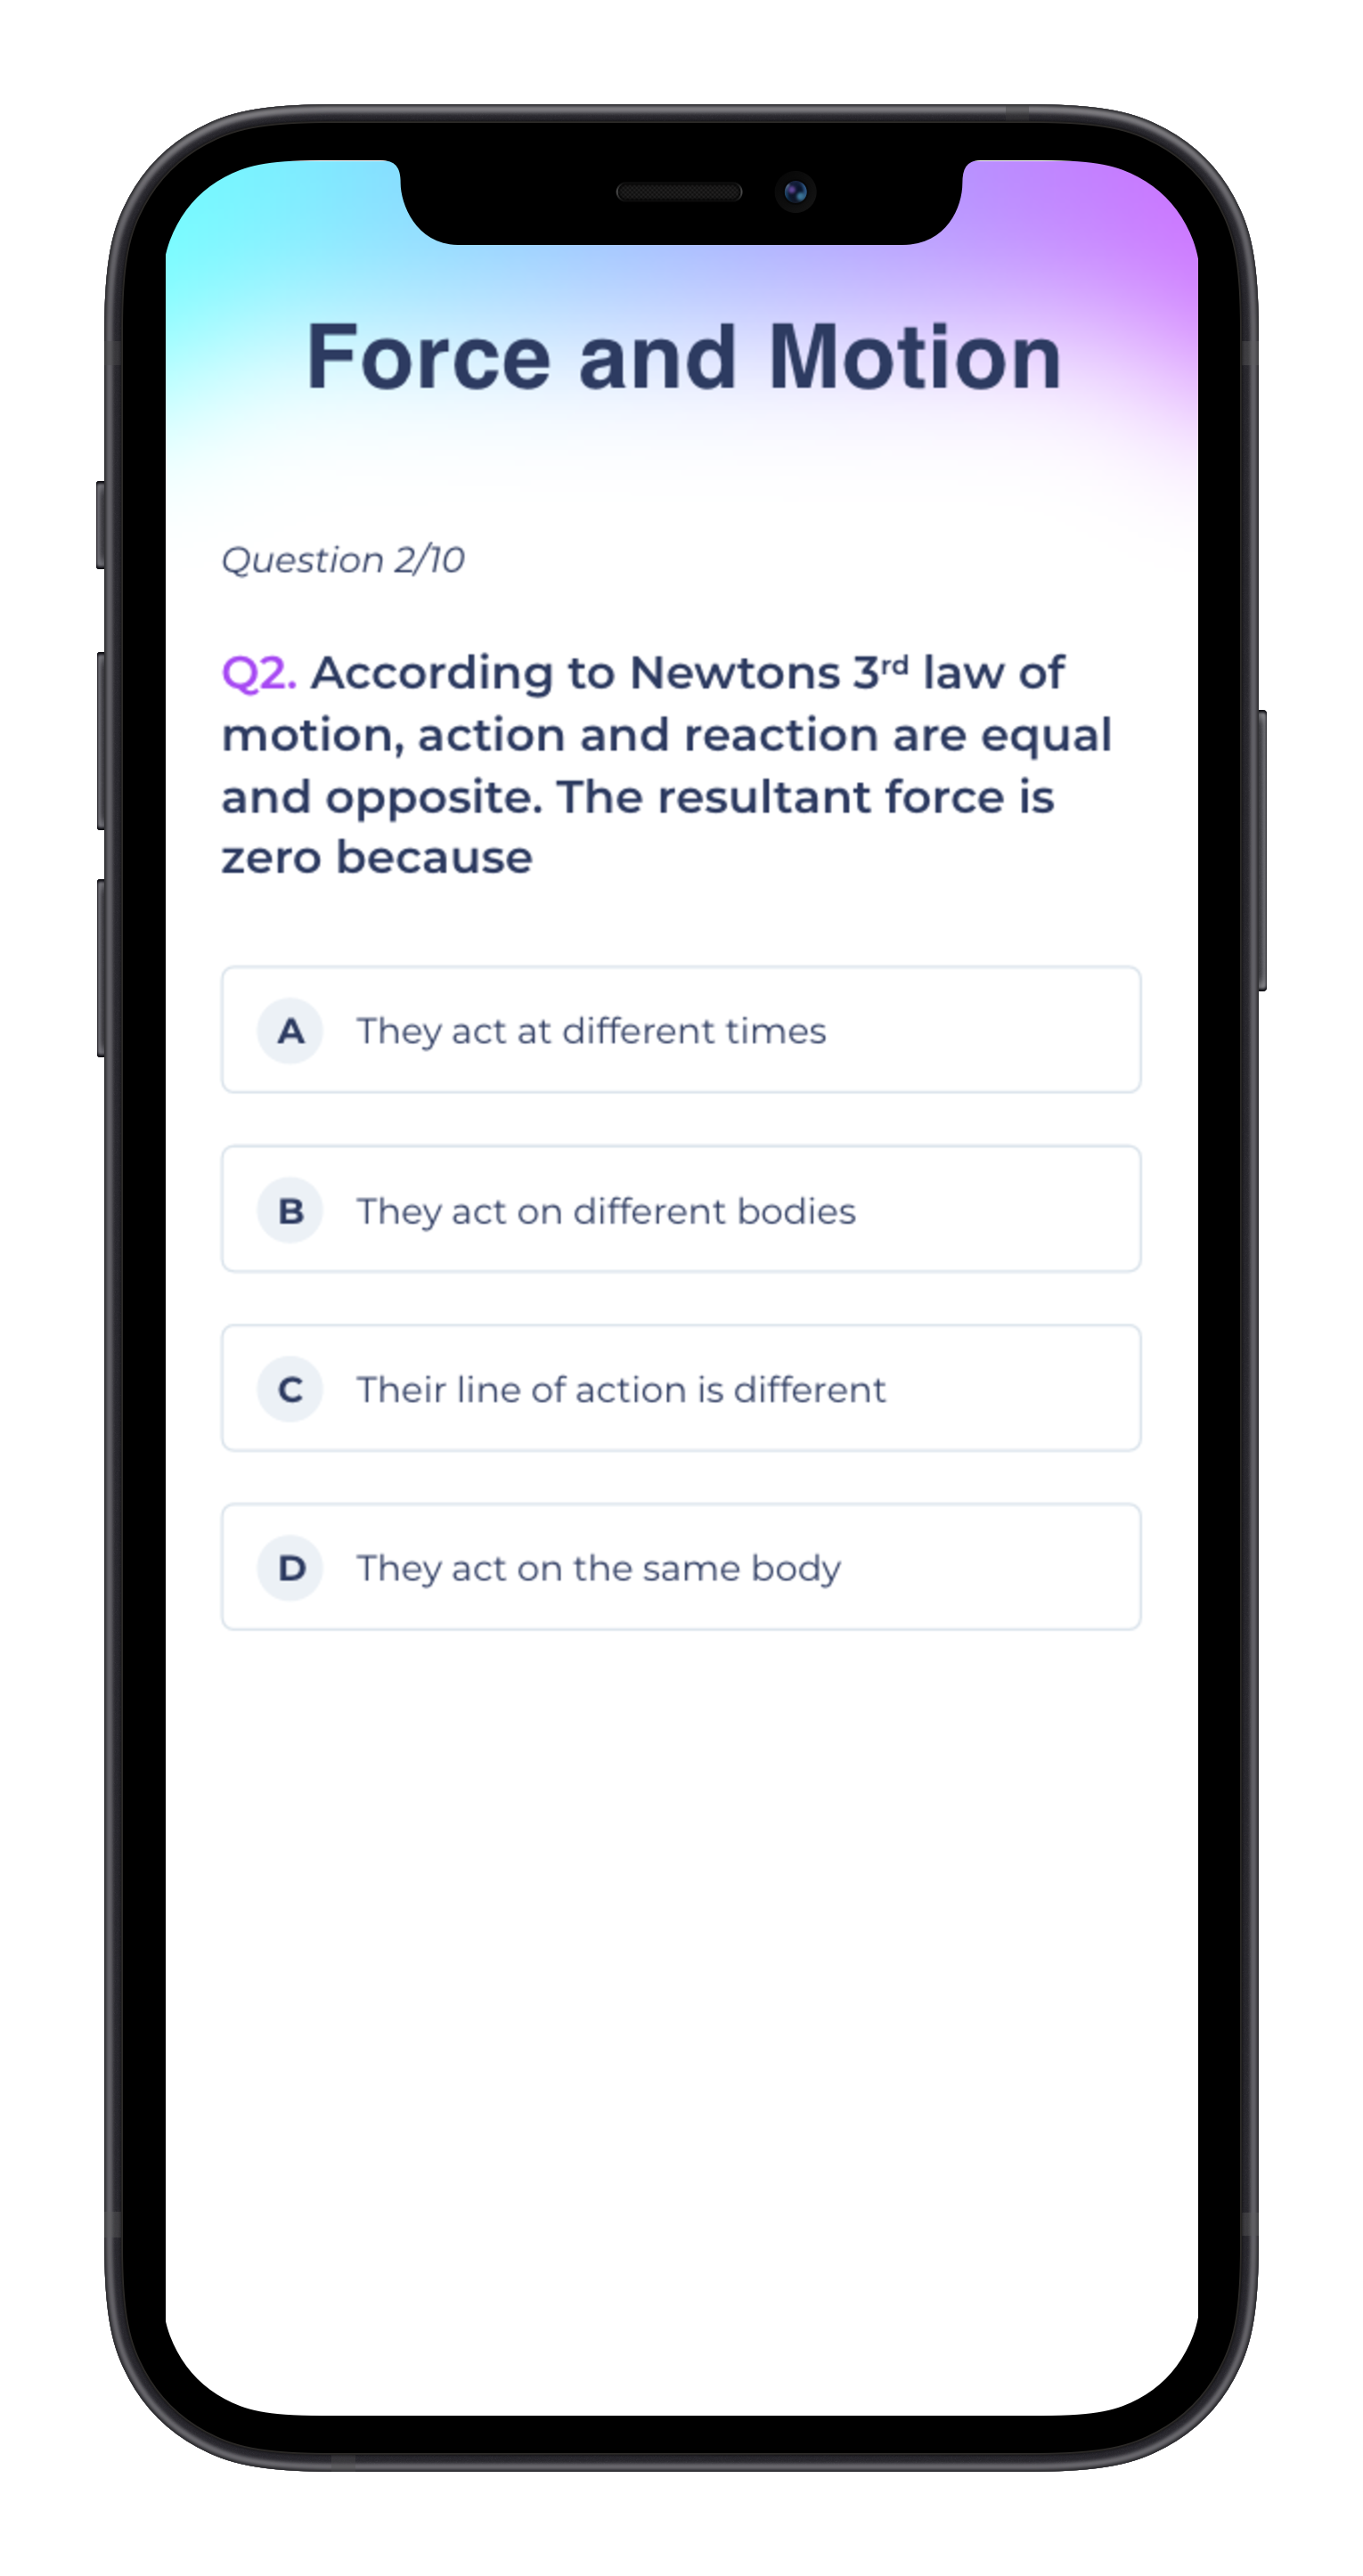 Force and Motion
Question 2/10
Q2. According to Newtons 3rd law of
motion, action and reaction are equal
and opposite. The resultant force is
zero because
A They act at different times
B They act on different bodies
C Their line of action is different
D They act on the same body